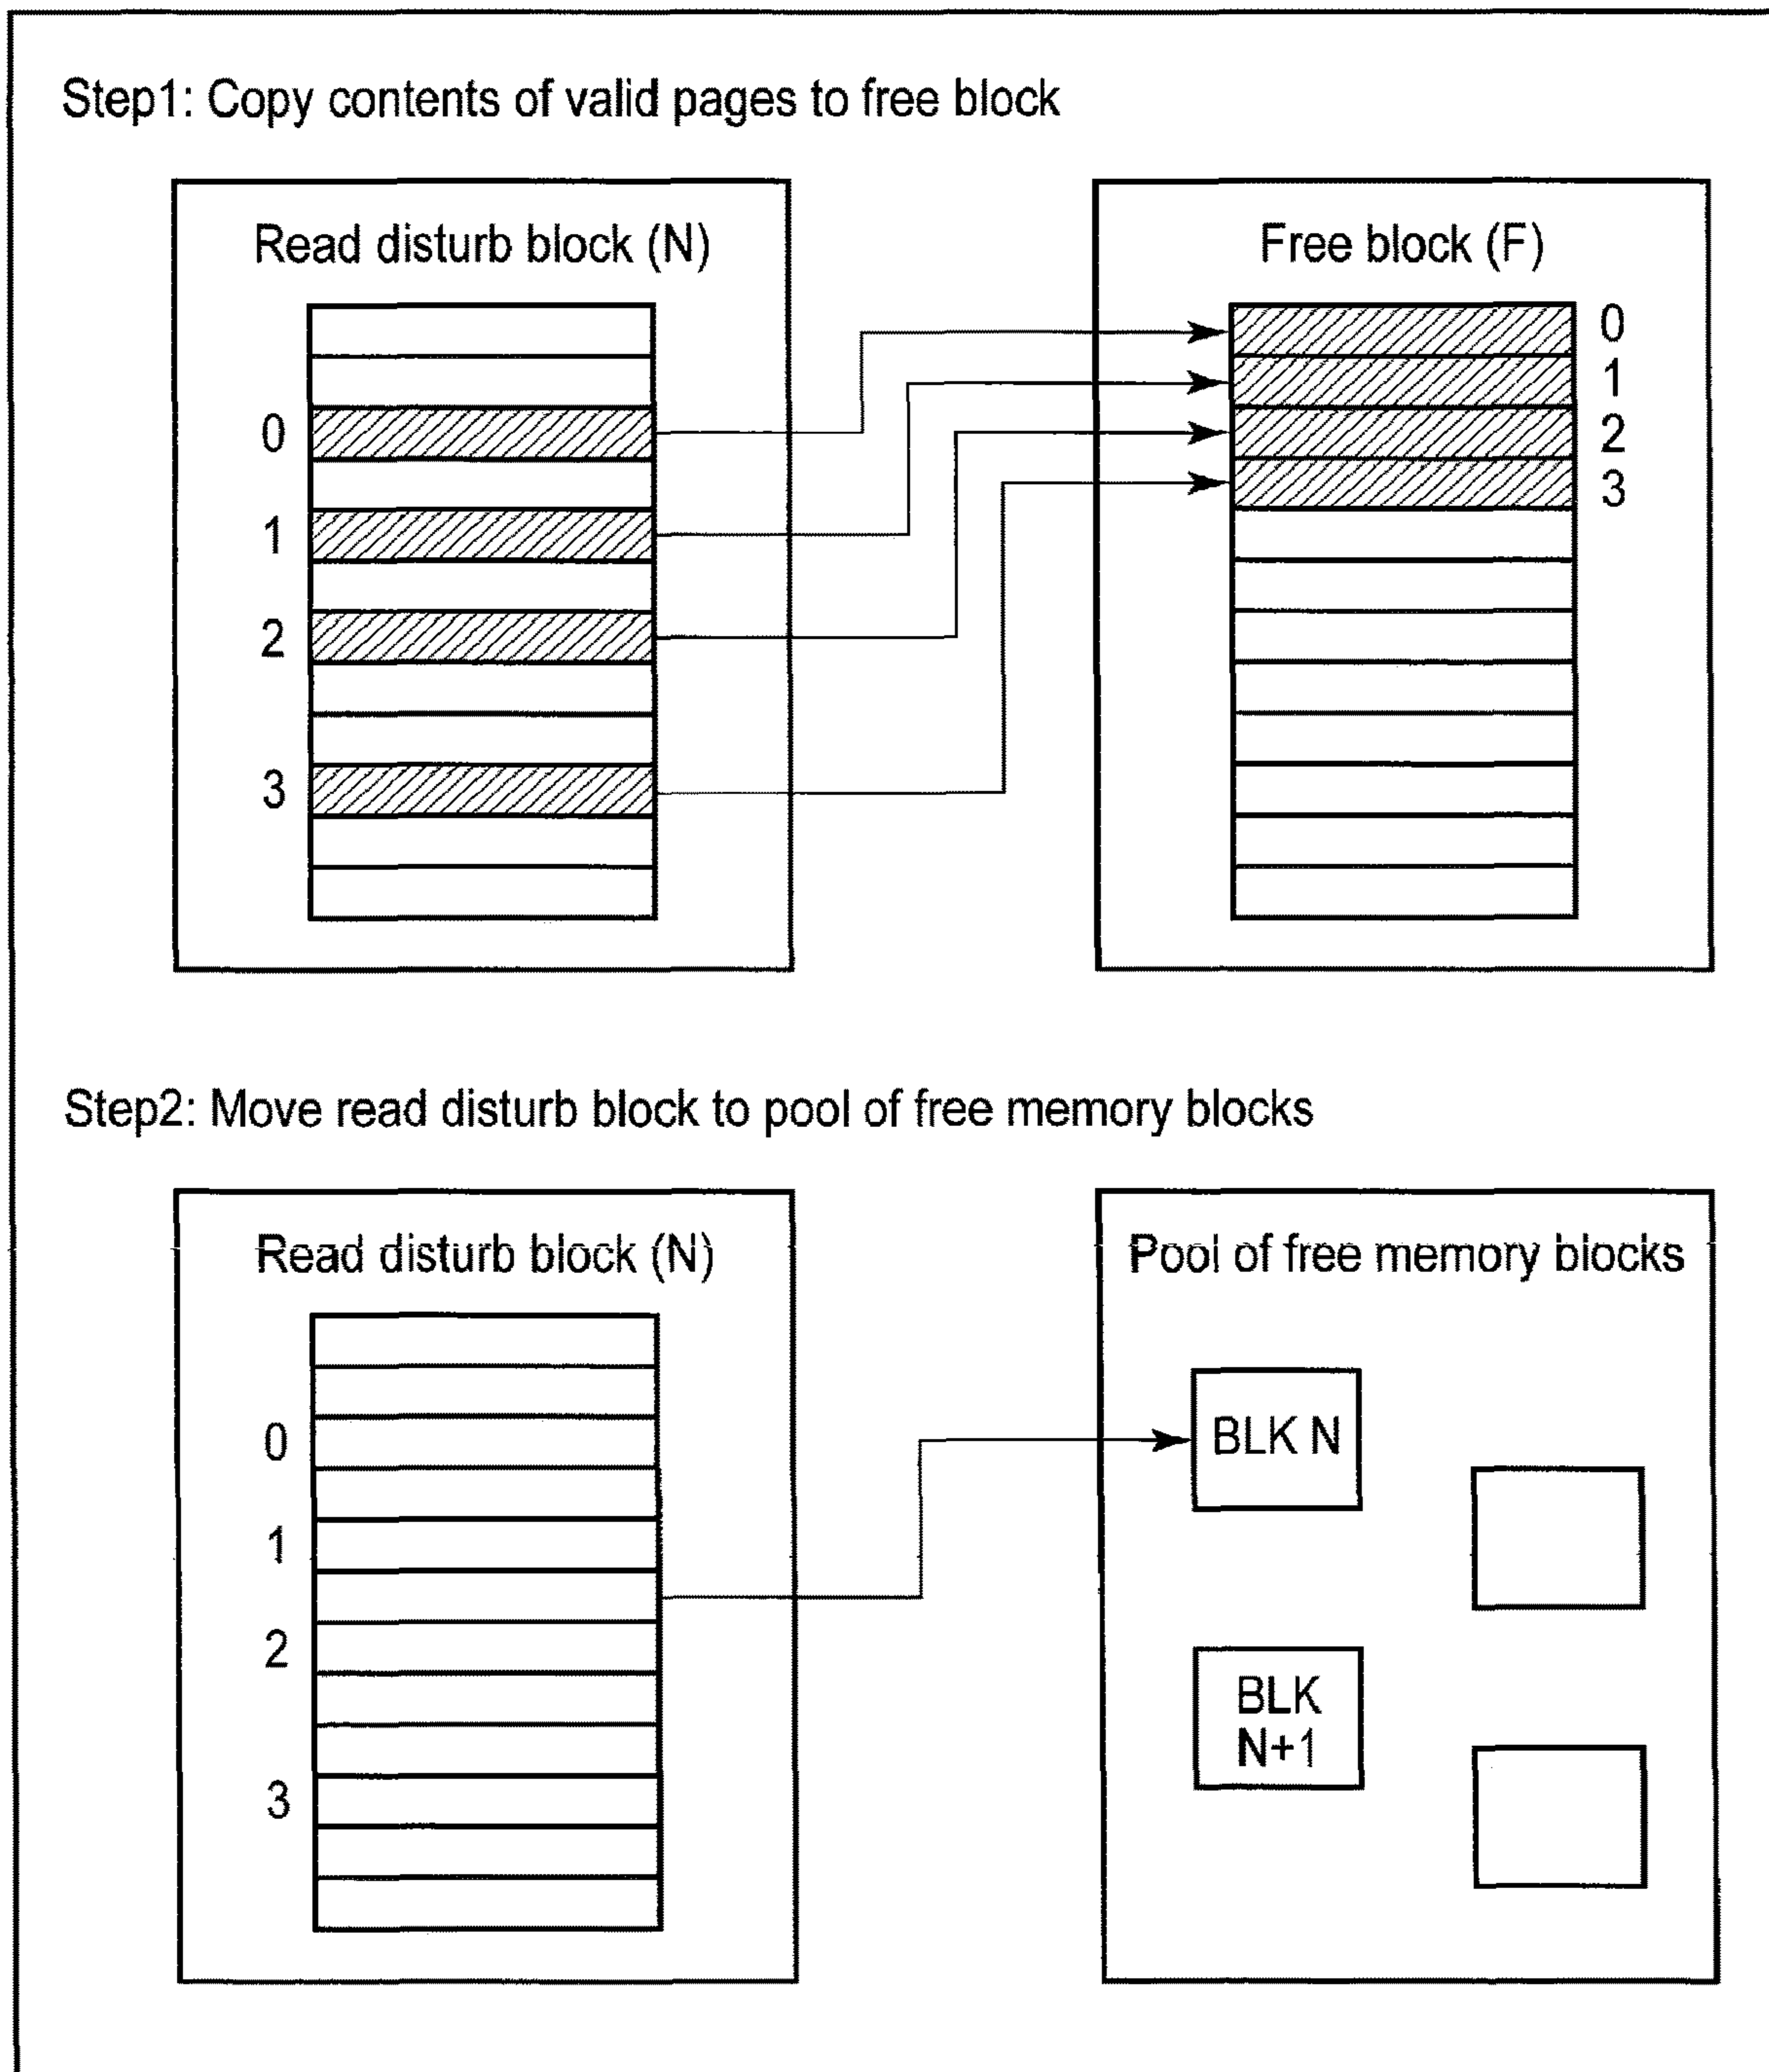 Step1: Copy contents of valid pages to free block
Read disturb block (N)
Free block (F)
0
1
2
3
0
1
2
3
Step2: Move read disturb block to pool of free memory blocks
Read disturb block (N)
Pool of free memory blocks
0
1
2
3
BLK N
BLK
N+1